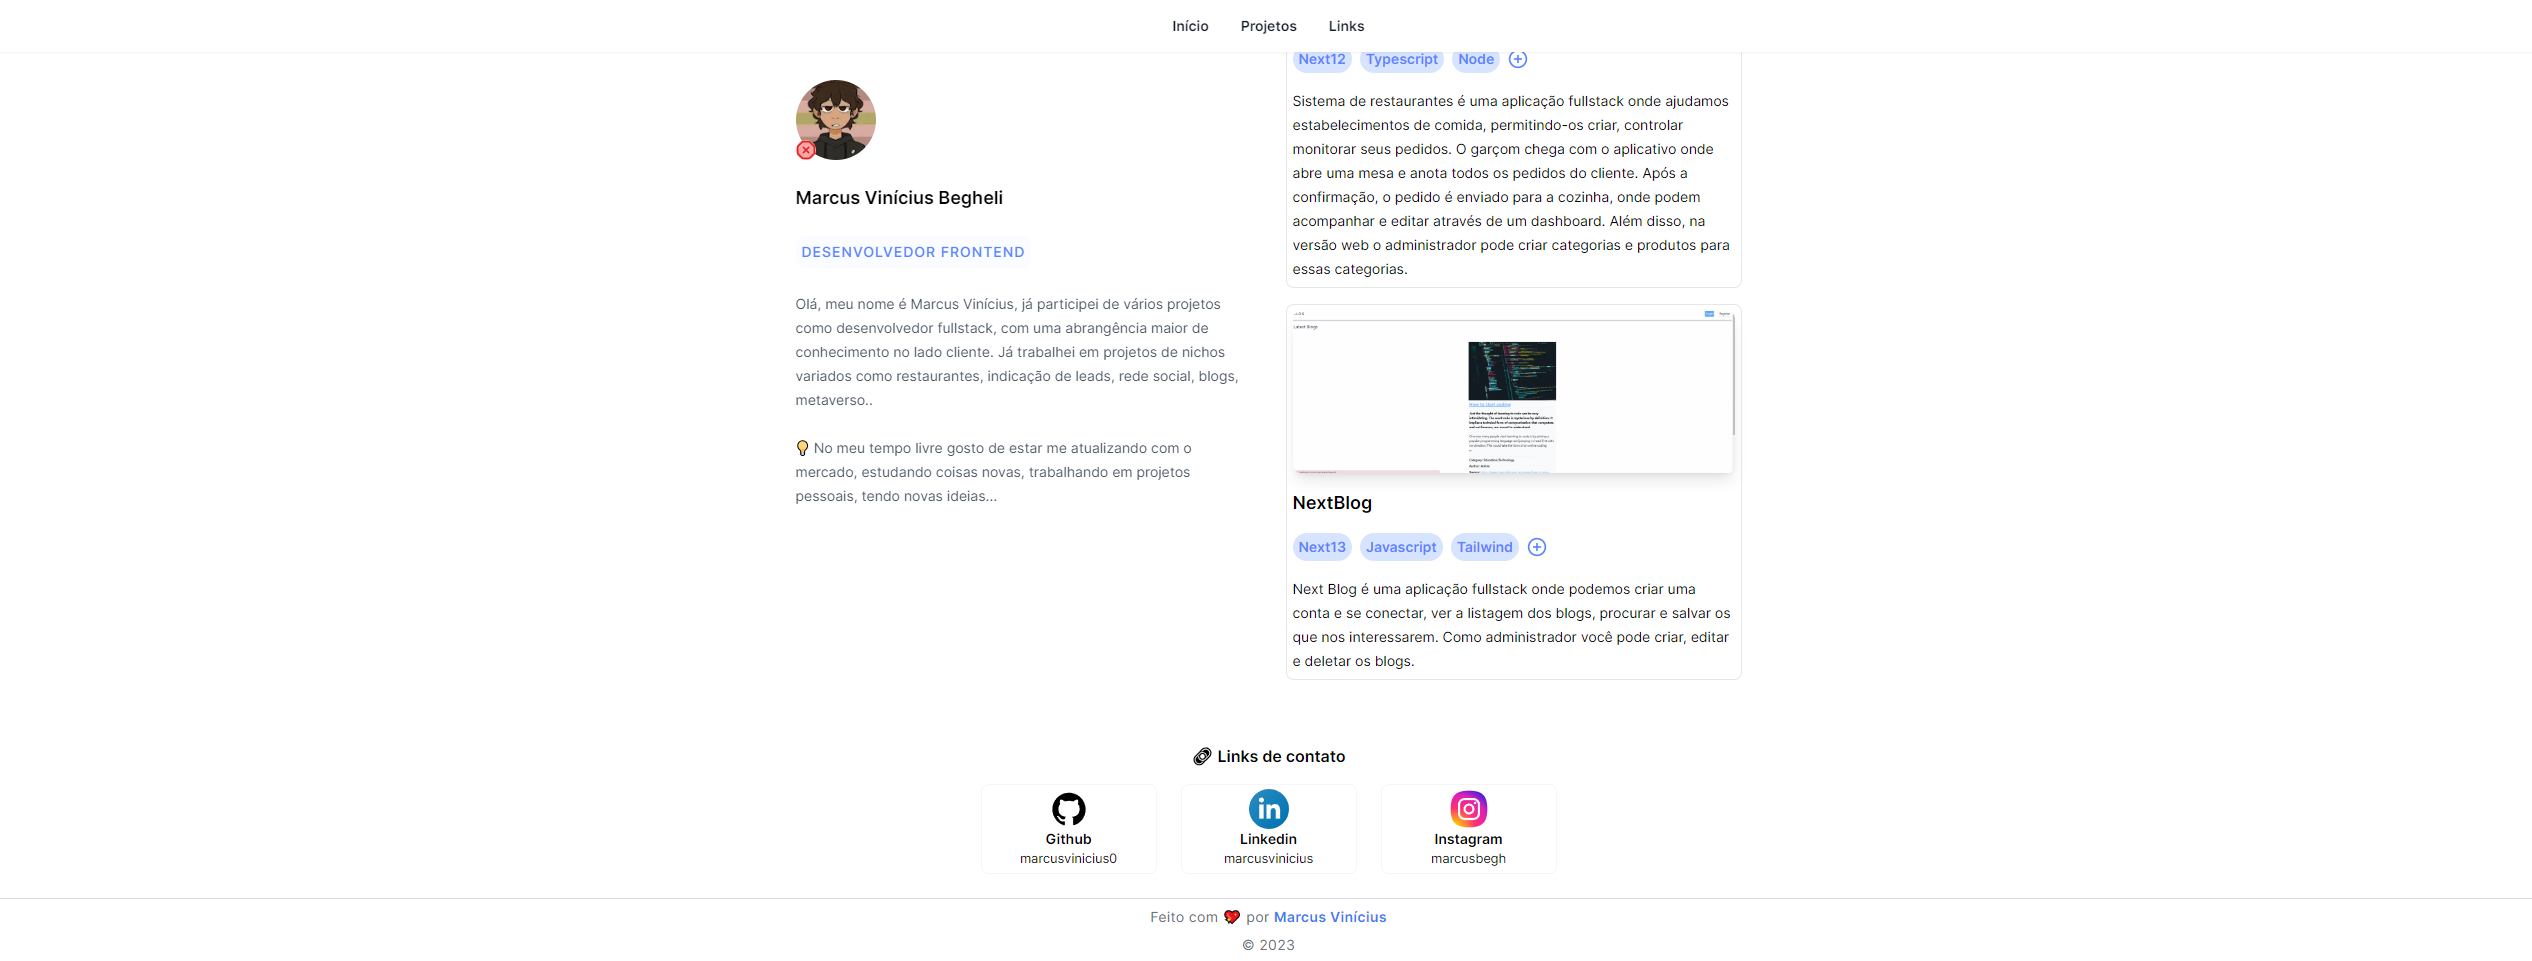 Início Projetos Links
Marcus Vinícius Begheli
DESENVOLVEDOR FRONTEND
Olá, meu nome é Marcus Vinícius, já participei de vários projetos
como desenvolvedor fullstack, com uma abrangência maior de
conhecimento no lado cliente. Já trabalhei em projetos de nichos
variados como restaurantes, indicação de leads, rede social, blogs,
metaverso..
💡 No meu tempo livre gosto de estar me atualizando com o
mercado, estudando coisas novas, trabalhando em projetos
pessoais, tendo novas ideias...
Next12 Typescript Node
Sistema de restaurantes é uma aplicação fullstack onde ajudamos
estabelecimentos de comida, permitindo-os criar, controlar
monitorar seus pedidos. O garçom chega com o aplicativo onde
abre uma mesa e anota todos os pedidos do cliente. Após a
confirmação, o pedido é enviado para a cozinha, onde podem
acompanhar e editar através de um dashboard. Além disso, na
versão web o administrador pode criar categorias e produtos para
essas categorias.
Latest Blogs
How to start coding
NextBlog
Next13 Javascript Tailwind
Next Blog é uma aplicação fullstack onde podemos criar uma
conta e se conectar, ver a listagem dos blogs, procurar e salvar os
que nos interessarem. Como administrador você pode criar, editar
e deletar os blogs.
Links de contato
Github
marcusvinicius0
Linkedin
marcusvinicius
Instagram
marcusbegh
Feito com 💘 por Marcus Vinícius
© 2023